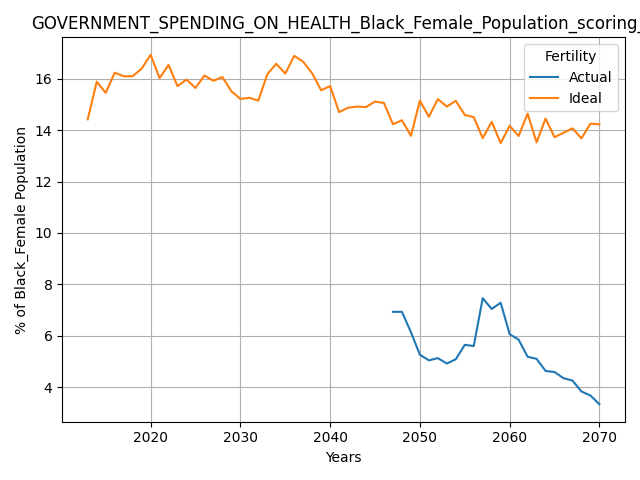 GOVERNMENT_SPENDING_ON_HEALTH_Black_Female_Population_scoring_
Fertility
Actual
Ideal
% of Black_Female Population
16
14
12
10
8
6
4
2020 2030 2040 2050 2060 2070
Years